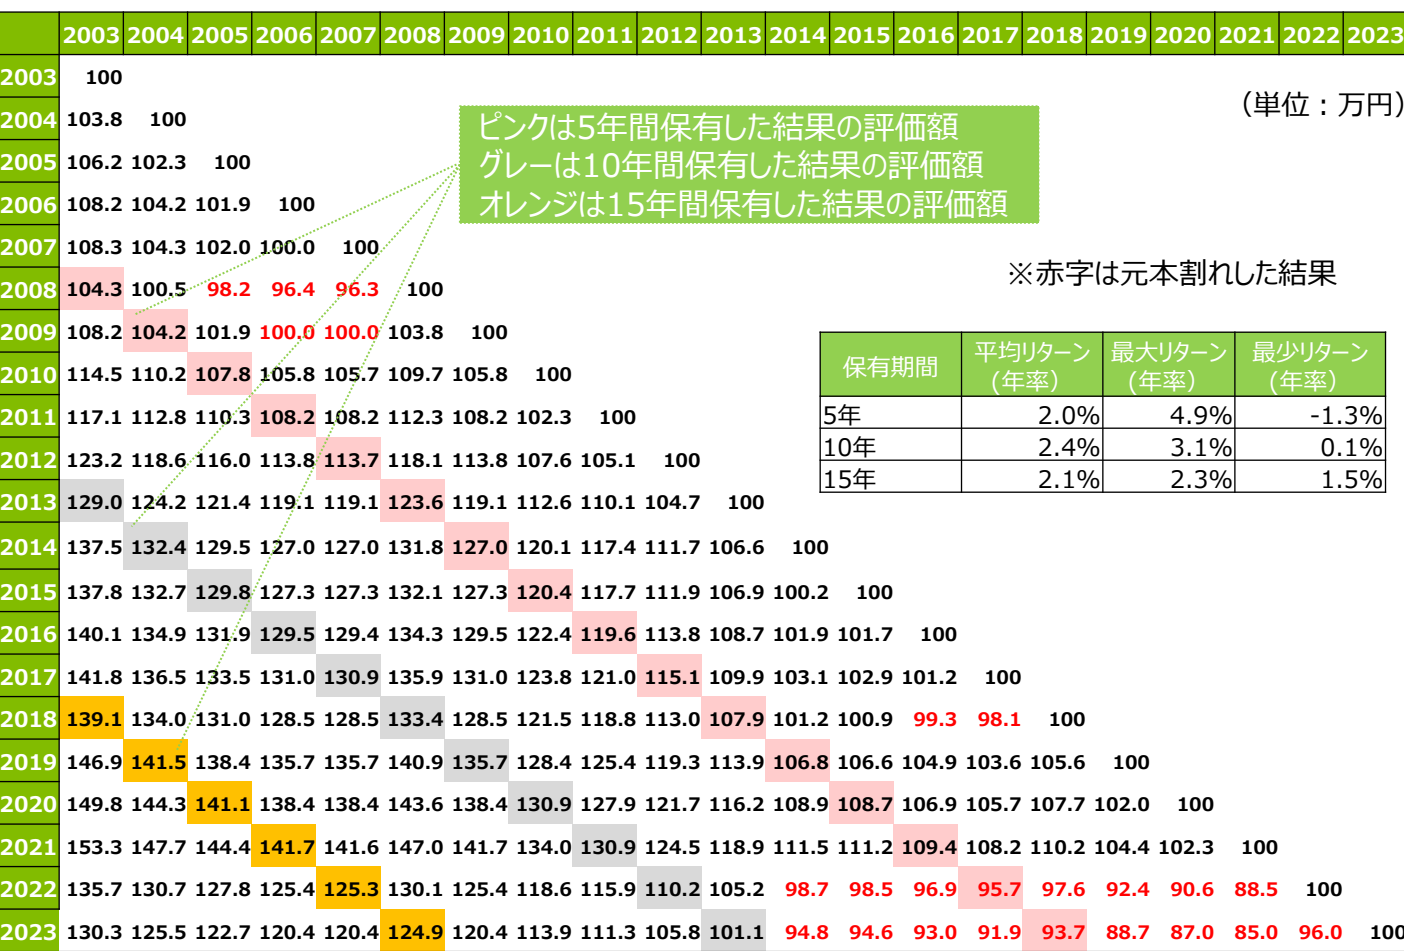 2003 2004 2005 2006 2007 2008 2009 2010 2011 2012 2013 2014 2015 2016 2017 2018 2019 2020 2021 2022 2023
2003 100
(単位：万円)
2004 103.8 100
ピンクは5年間保有した結果の評価額
2005 106.2 102.3 100
グレーは10年間保有した結果の評価額
2006 108.2 104.2 101.9 100
オレンジは15年間保有した結果の評価額
2007 108.3 104.3 102.0 100.0 100
※赤字は元本割れした結果
2008 104.3 100.5 98.2 96.4 96.3 100
2009 108.2 104.2 101.9 100.0 100.0 103.8 100
保有期間 平均リターン(年率) 最大リターン(年率) 最少リターン(年率)
2010 114.5 110.2 107.8 105.8 105.7 109.7 105.8 100
2011 117.1 112.8 110.3 108.2 108.2 112.3 108.2 102.3 100
5年 2.0% 4.9% -1.3%
10年 2.4% 3.1% 0.1%
2012 123.2 118.6 116.0 113.8 113.7 118.1 113.8 107.6 105.1 100
15年 2.1% 2.3% 1.5%
2013 129.0 124.2 121.4 119.1 119.1 123.6 119.1 112.6 110.1 104.7 100
2014 137.5 132.4 129.5 127.0 127.0 131.8 127.0 120.1 117.4 111.7 106.6 100
2015 137.8 132.7 129.8 127.3 127.3 132.1 127.3 120.4 117.7 111.9 106.9 100.2 100
2016 140.1 134.9 131.9 129.5 129.4 134.3 129.5 122.4 119.6 113.8 108.7 101.9 101.7 100
2017 141.8 136.5 133.5 131.0 130.9 135.9 131.0 123.8 121.0 115.1 109.9 103.1 102.9 101.2 100
2018 139.1 134.0 131.0 128.5 128.5 133.4 128.5 121.5 118.8 113.0 107.9 101.2 100.9 99.3 98.1 100
2019 146.9 141.5 138.4 135.7 135.7 140.9 135.7 128.4 125.4 119.3 113.9 106.8 106.6 104.9 103.6 105.6 100
2020 149.8 144.3 141.1 138.4 138.4 143.6 138.4 130.9 127.9 121.7 116.2 108.9 108.7 106.9 105.7 107.7 102.0 100
2021 153.3 147.7 144.4 141.7 141.6 147.0 141.7 134.0 130.9 124.5 118.9 111.5 111.2 109.4 108.2 110.2 104.4 102.3 100
2022 135.7 130.7 127.8 125.4 125.3 130.1 125.4 118.6 115.9 110.2 105.2 98.7 98.5 96.9 95.7 97.6 92.4 90.6 88.5 100
2023 130.3 125.5 122.7 120.4 120.4 124.9 120.4 113.9 111.3 105.8 101.1 94.8 94.6 93.0 91.9 93.7 88.7 87.0 85.0 96.0 100